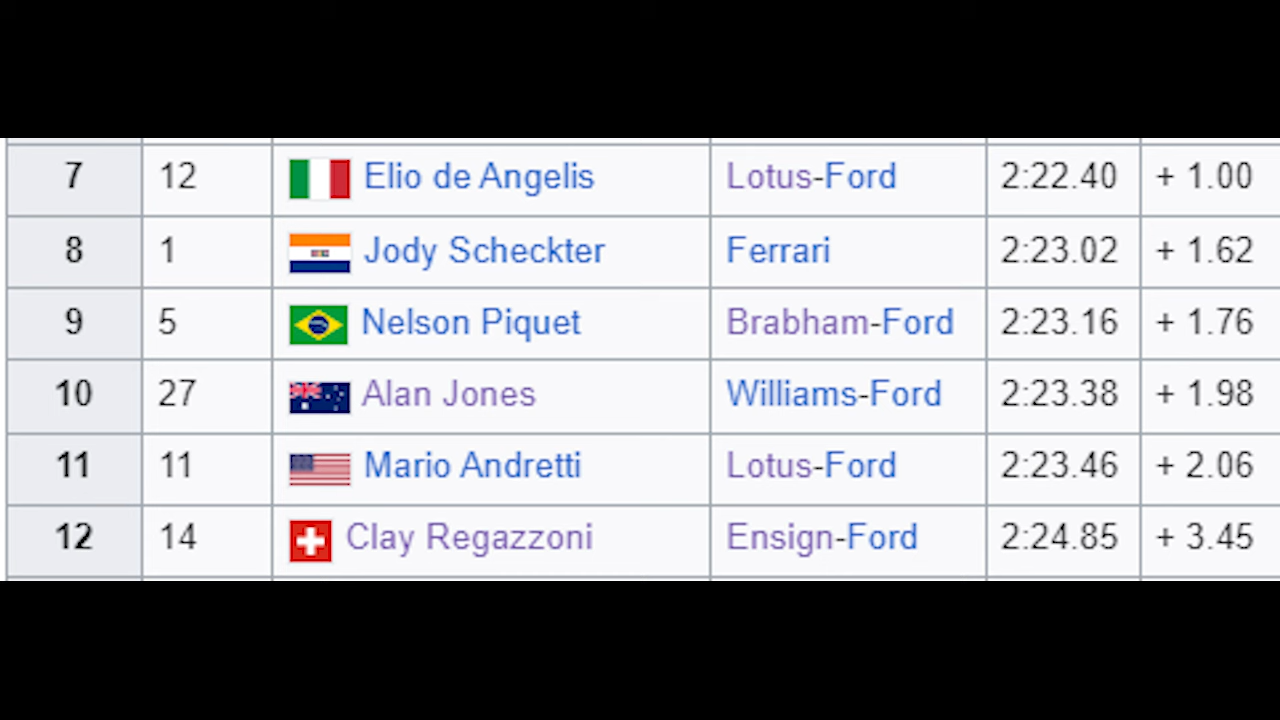 7 12 Elio de Angelis Lotus-Ford 2:22.40 + 1.00
8 1 Jody Scheckter Ferrari 2:23.02 + 1.62
9 5 Nelson Piquet Brabham-Ford 2:23.16 + 1.76
10 27 Alan Jones Williams-Ford 2:23.38 + 1.98
11 11 Mario Andretti Lotus-Ford 2:23.46 + 2.06
12 14 Clay Regazzoni Ensign-Ford 2:24.85 + 3.45